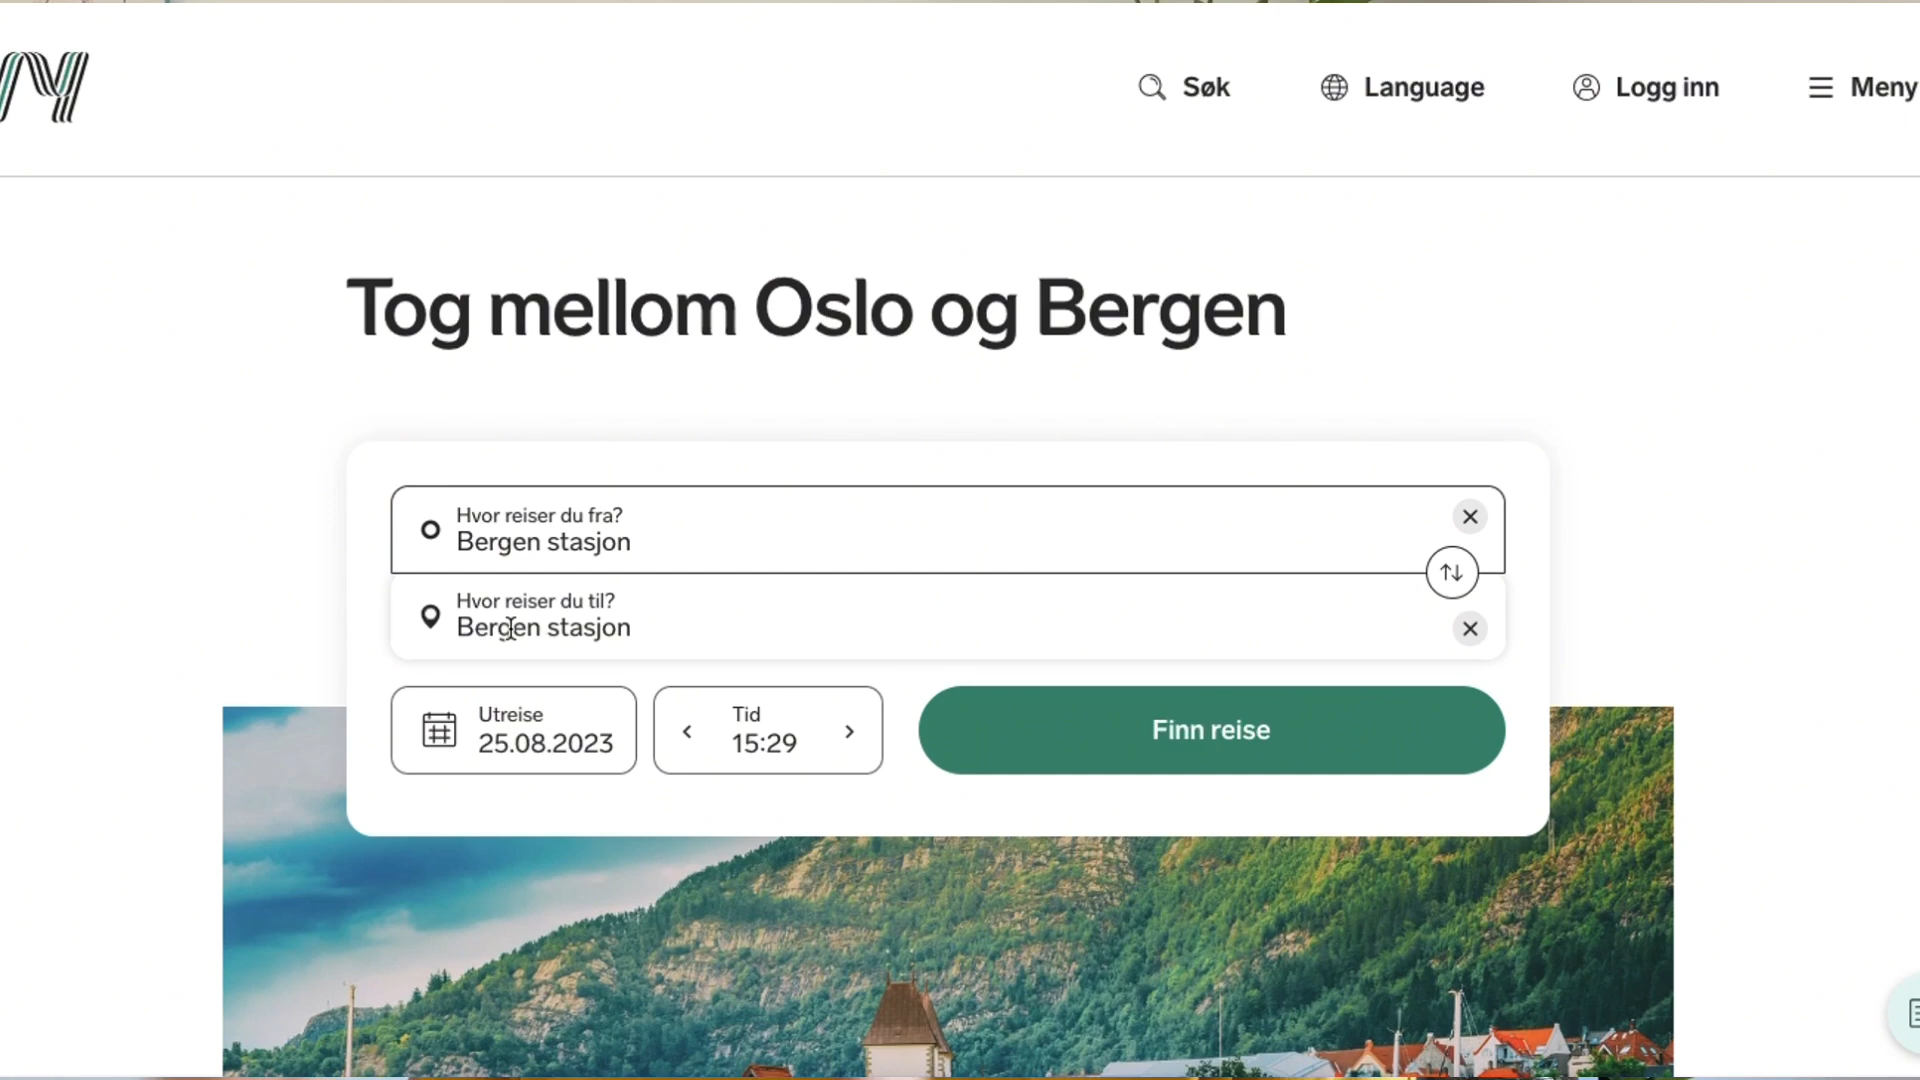 VY
Søk
Language
Logg inn
Meny
Tog mellom Oslo og Bergen
Hvor reiser du fra?
Bergen stasjon
Hvor reiser du til?
Bergen stasjon
Utreise
25.08.2023
Tid
15:29
Finn reise